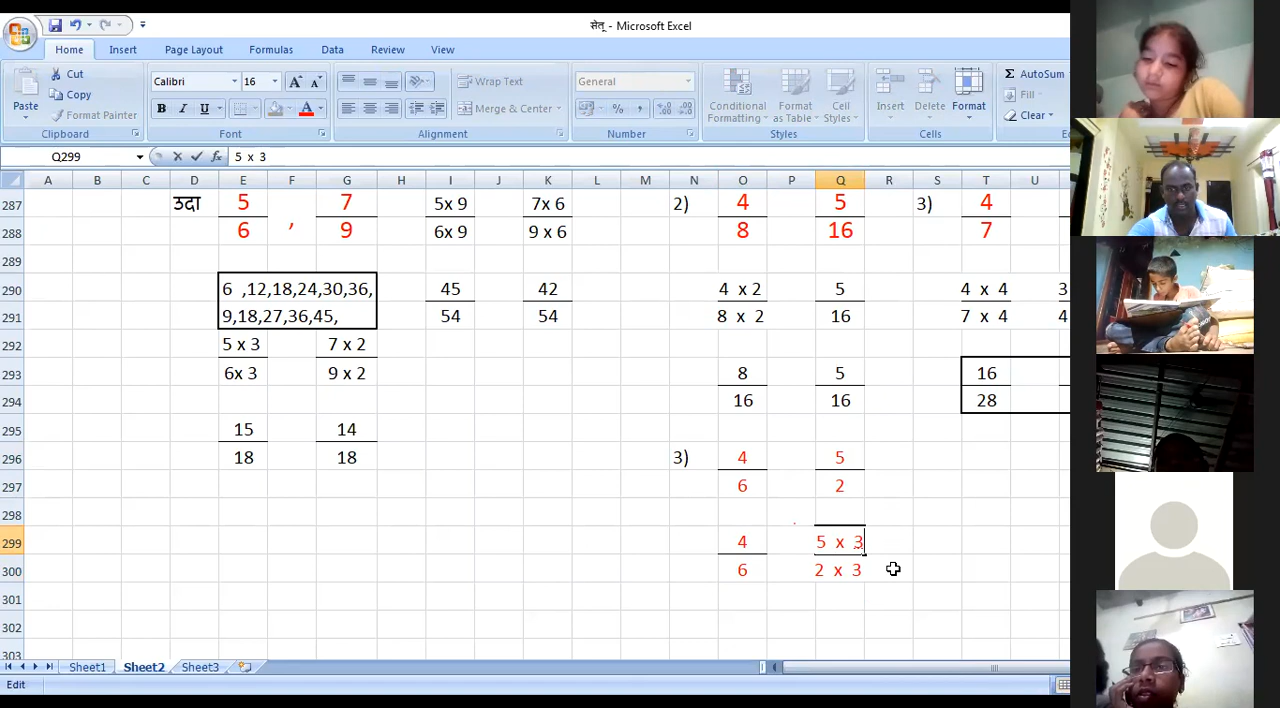 सेतू - Microsoft Excel
Home Insert Page Layout Formulas Data Review View
Paste Cut Copy Format Painter Clipboard
Calibri 16 A A B I U A Font
Wrap Text Merge & Center Alignment
General % , Number
Conditional Formatting Format as Table Cell Styles Styles
Insert Delete Format Cells
Σ AutoSum Fill Clear
Q299 fx 5 x 3
A B C D E F G H I J K L M N O P Q R S T U
287 उदा 5 7 5x 9 7x 6 2) 4 5 3) 4
288 6 , 9 6x 9 9 x 6 8 16 7
289
290 6 ,12,18,24,30,36, 45 42 4 x 2 5 4 x 4 3
291 9,18,27,36,45, 54 54 8 x 2 16 7 x 4 4
292 5 x 3 7 x 2
293 6x 3 9 x 2 8 5 16
294 16 16 28
295 15 14
296 18 18 3) 4 5
297 6 2
298
299 4 5 x 3
300 6 2 x 3
301
302
303
Sheet1 Sheet2 Sheet3
Edit